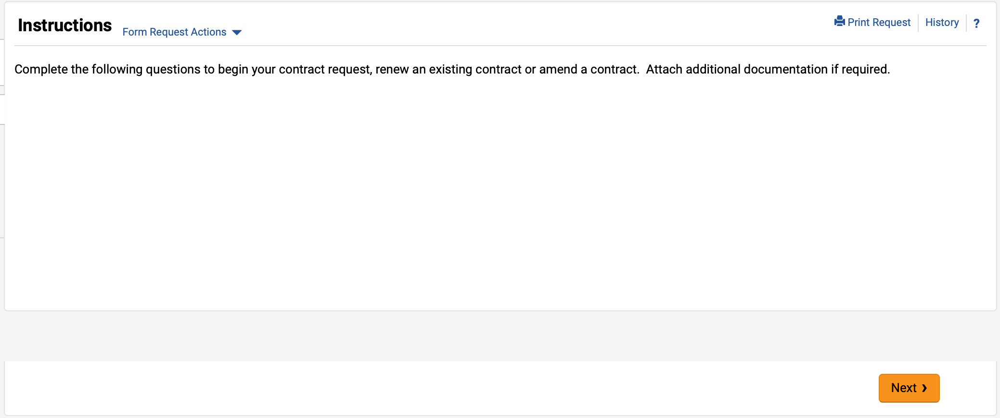 Instructions
Form Request Actions
Print Request
History
?
Complete the following questions to begin your contract request, renew an existing contract or amend a contract.  Attach additional documentation if required.
Next ›